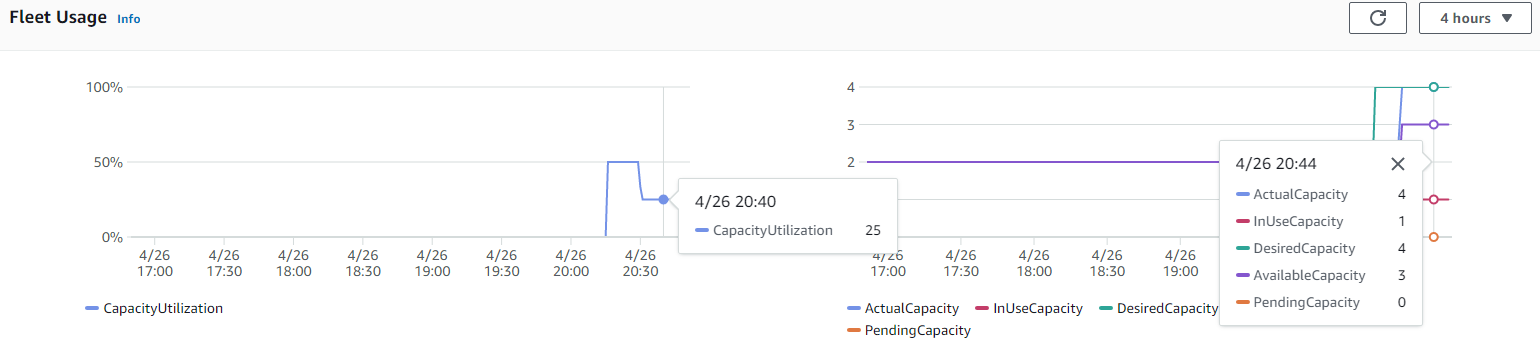 Fleet Usage Info
4 hours
100%
50%
0%
4/26 17:00
4/26 17:30
4/26 18:00
4/26 18:30
4/26 19:00
4/26 19:30
4/26 20:00
4/26 20:30
4/26 20:40
CapacityUtilization 25
CapacityUtilization
4
3
2
4/26 17:00
4/26 17:30
4/26 18:00
4/26 18:30
4/26 19:00
4/26 20:44
ActualCapacity 4
InUseCapacity 1
DesiredCapacity 4
AvailableCapacity 3
PendingCapacity 0
ActualCapacity InUseCapacity DesiredCapacity
PendingCapacity